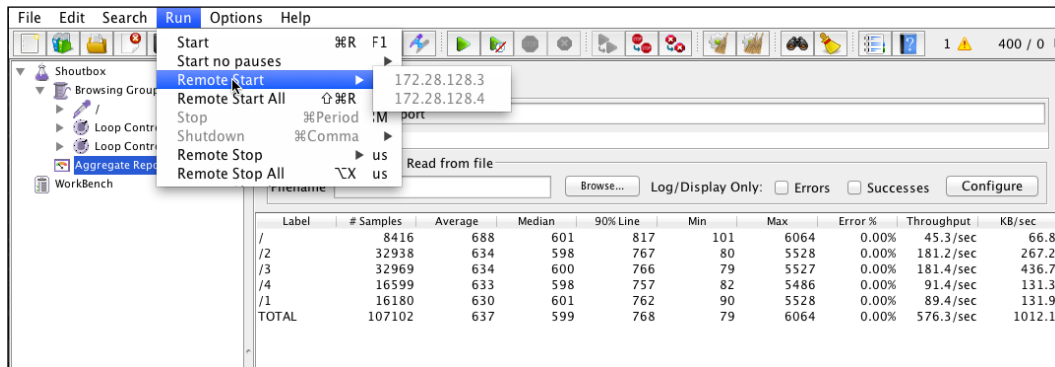 File Edit Search Run Options Help
1 400 / 0
Start ⌘R F1
Start no pauses
Remote Start
172.28.128.3
172.28.128.4
Remote Start All ⇧⌘R
Stop ⌘Period :M
port
Shutdown ⌘Comma
Remote Stop us
Remote Stop All ⌥X us
Shoutbox
Browsing Group
/
Loop Contr
Loop Contr
Aggregate Repo
WorkBench
Read from file
Filename Browse... Log/Display Only: Errors Successes Configure
Label # Samples Average Median 90% Line Min Max Error % Throughput KB/sec
/ 8416 688 601 817 101 6064 0.00% 45.3/sec 66.8
/2 32938 634 598 767 80 5528 0.00% 181.2/sec 267.2
/3 32969 634 600 766 79 5527 0.00% 181.4/sec 436.7
/4 16599 633 598 757 82 5486 0.00% 91.4/sec 131.3
/1 16180 630 601 762 90 5528 0.00% 89.4/sec 131.9
TOTAL 107102 637 599 768 79 6064 0.00% 576.3/sec 1012.1